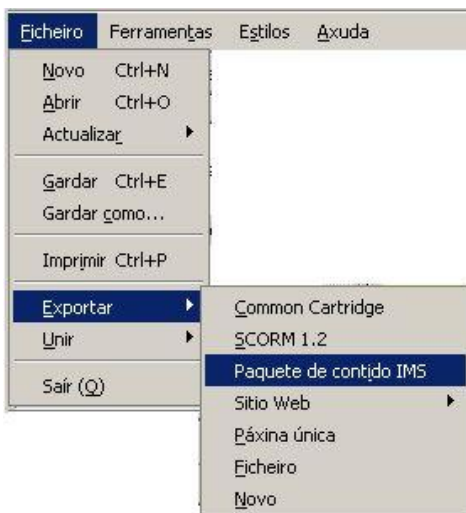 Ficheiro Ferramentas Estilos Axuda
Novo Ctrl+N
Abrir Ctrl+O
Actualizar
Gardar Ctrl+E
Gardar como...
Imprimir Ctrl+P
Exportar
Unir
Saír (Q)
Common Cartridge
SCORM 1.2
Paquete de contido IMS
Sitio Web
Páxina única
Ficheiro
Novo